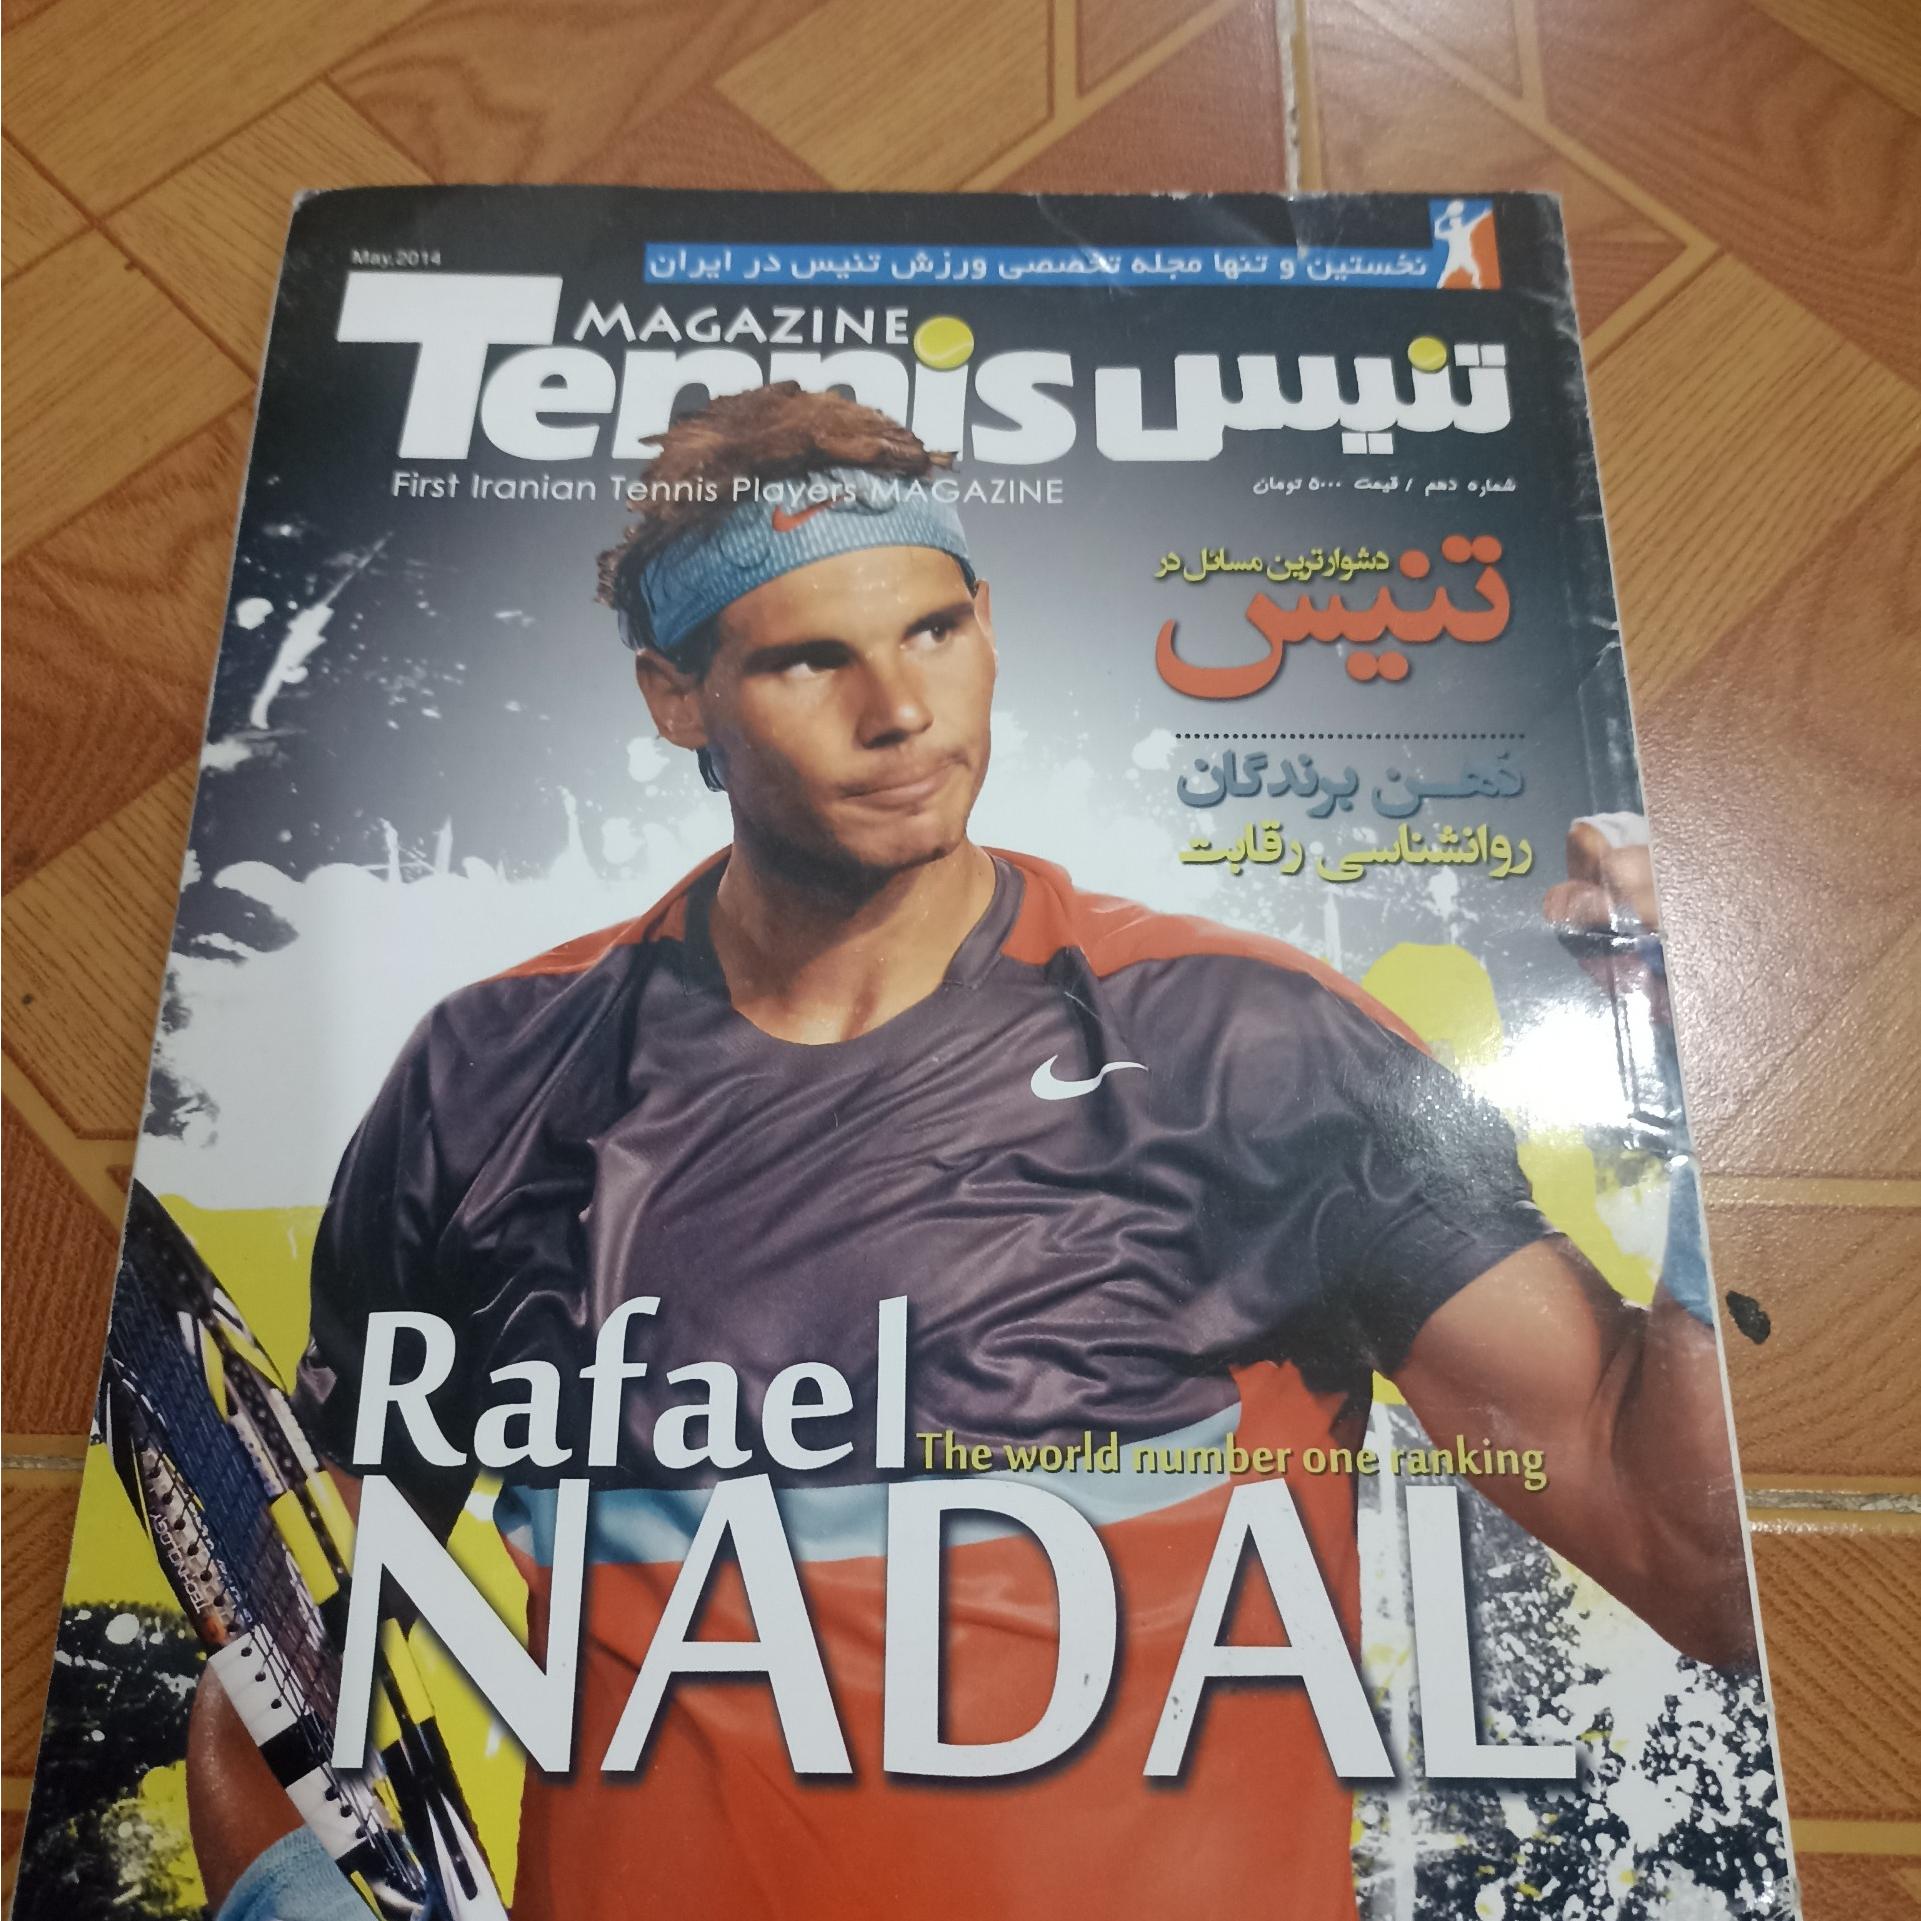 May.2014
نخستین و تنها مجله تخصصی ورزش تنیس در ایران
MAGAZINE
Tennis تنیس
First Iranian Tennis Players MAGAZINE
شماره دهم / قیمت ۵۰۰۰ تومان
دشوارترین مسائل در
تنیس
ذهن برندگان
روانشناسی رقابت
Rafael
The world number one ranking
NADAL